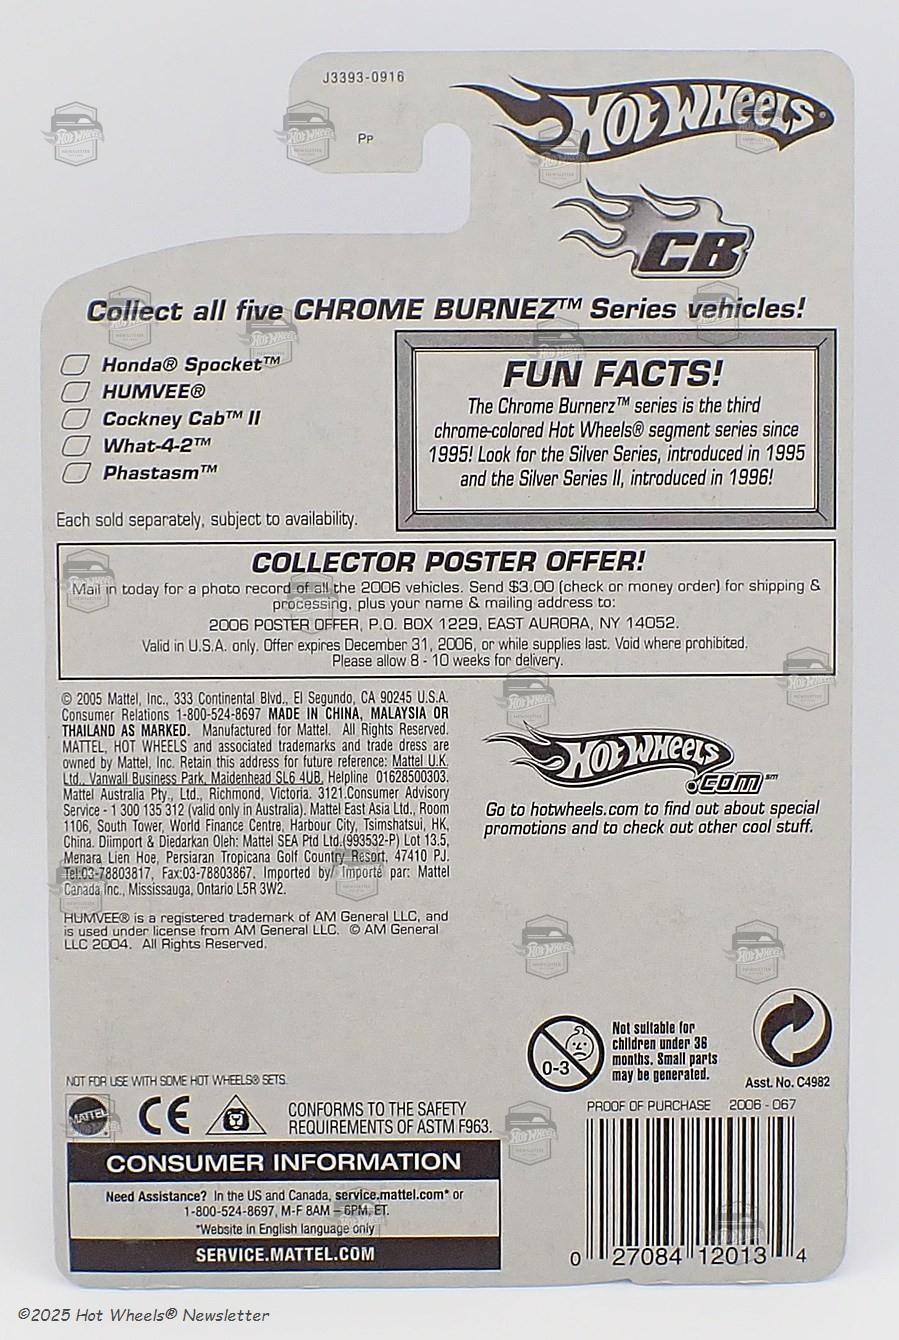 J3393-0916
Pp
HOT WHEELS®
CB
Collect all five CHROME BURNEZ™ Series vehicles!
Honda® Spocket™
HUMVEE®
Cockney Cab™ II
What-4-2™
Phastasm™
Each sold separately, subject to availability.
FUN FACTS!
The Chrome Burnerz™ series is the third
chrome-colored Hot Wheels® segment series since
1995! Look for the Silver Series, introduced in 1995
and the Silver Series II, introduced in 1996!
COLLECTOR POSTER OFFER!
Mail in today for a photo record of all the 2006 vehicles. Send $3.00 (check or money order) for shipping &
processing, plus your name & mailing address to:
2006 POSTER OFFER, P.O. BOX 1229, EAST AURORA, NY 14052.
Valid in U.S.A. only. Offer expires December 31, 2006, or while supplies last. Void where prohibited.
Please allow 8 - 10 weeks for delivery.
© 2005 Mattel, Inc., 333 Continental Blvd., El Segundo, CA 90245 U.S.A.
Consumer Relations 1-800-524-8697 MADE IN CHINA, MALAYSIA OR
THAILAND AS MARKED. Manufactured for Mattel. All Rights Reserved.
MATTEL, HOT WHEELS and associated trademarks and trade dress are
owned by Mattel, Inc. Retain this address for future reference: Mattel U.K.
Ltd., Vanwall Business Park, Maidenhead SL6 4UB, Helpline 01628500303.
Mattel Australia Pty., Ltd., Richmond, Victoria. 3121.Consumer Advisory
Service - 1 300 135 312 (valid only in Australia). Mattel East Asia Ltd., Room
1106, South Tower, World Finance Centre, Harbour City, Tsimshatsui, HK,
China. Diimport & Diedarkan Oleh: Mattel SEA Ptd Ltd.(993532-P) Lot 13.5,
Menara Lien Hoe, Persiaran Tropicana Golf Country Resort, 47410 PJ.
Tel:03-78803817, Fax:03-78803867. Imported by/ Importé par: Mattel
Canada Inc., Mississauga, Ontario L5R 3W2.
HUMVEE® is a registered trademark of AM General LLC, and
is used under license from AM General LLC. © AM General
LLC 2004. All Rights Reserved.
HOT WHEELS
.COM℠
Go to hotwheels.com to find out about special
promotions and to check out other cool stuff.
0-3
Not suitable for
children under 36
months. Small parts
may be generated.
Asst. No. C4982
NOT FOR USE WITH SOME HOT WHEELS® SETS.
MATTEL
CE
CONFORMS TO THE SAFETY
REQUIREMENTS OF ASTM F963.
PROOF OF PURCHASE 2006 - 067
0 27084 12013 4
CONSUMER INFORMATION
Need Assistance? In the US and Canada, service.mattel.com* or
1-800-524-8697, M-F 8AM – 6PM, ET.
*Website in English language only
SERVICE.MATTEL.COM
©2025 Hot Wheels® Newsletter